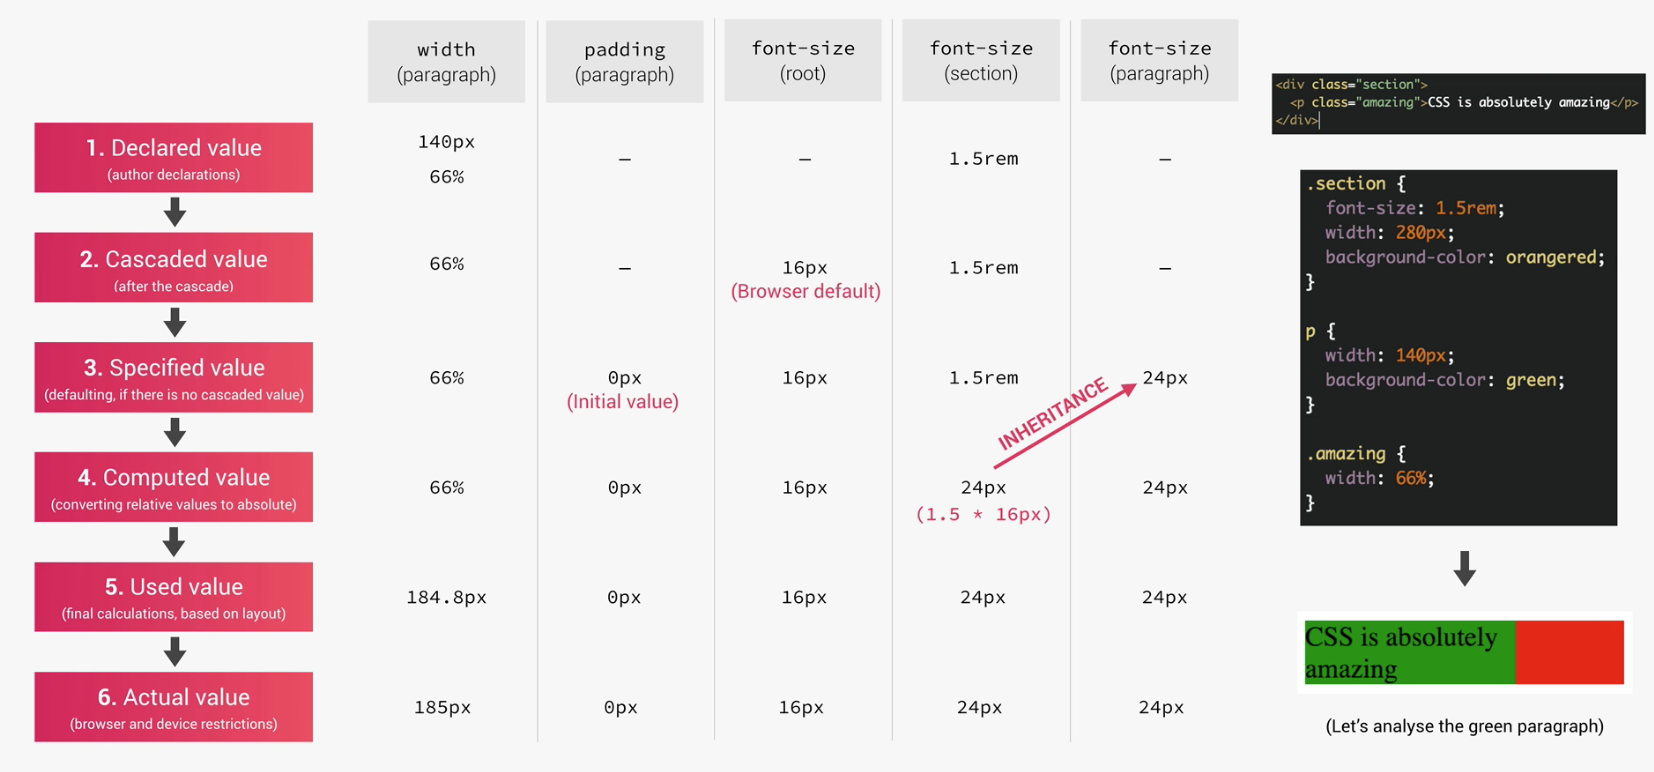 width
(paragraph)
padding
(paragraph)
font-size
(root)
font-size
(section)
font-size
(paragraph)
<div class="section">
<p class="amazing">CSS is absolutely amazing</p>
</div>
1. Declared value
(author declarations)
140px
66%
–
–
1.5rem
–
2. Cascaded value
(after the cascade)
66%
–
16px
(Browser default)
1.5rem
–
3. Specified value
(defaulting, if there is no cascaded value)
66%
0px
(Initial value)
16px
1.5rem
24px
INHERITANCE
4. Computed value
(converting relative values to absolute)
66%
0px
16px
24px
(1.5 * 16px)
24px
5. Used value
(final calculations, based on layout)
184.8px
0px
16px
24px
24px
6. Actual value
(browser and device restrictions)
185px
0px
16px
24px
24px
.section {
font-size: 1.5rem;
width: 280px;
background-color: orangered;
}
p {
width: 140px;
background-color: green;
}
.amazing {
width: 66%;
}
CSS is absolutely
amazing
(Let's analyse the green paragraph)